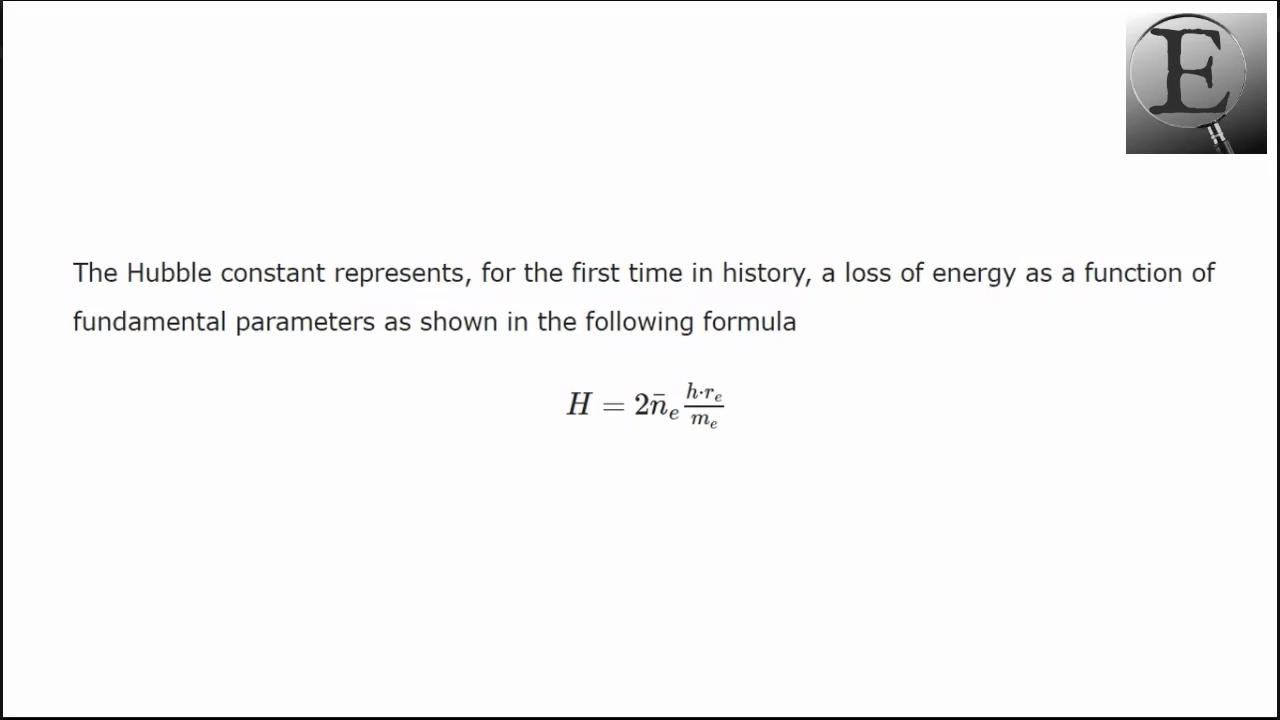 E
H
The Hubble constant represents, for the first time in history, a loss of energy as a function of
fundamental parameters as shown in the following formula
H = 2n̄ₑ h·rₑ/mₑ